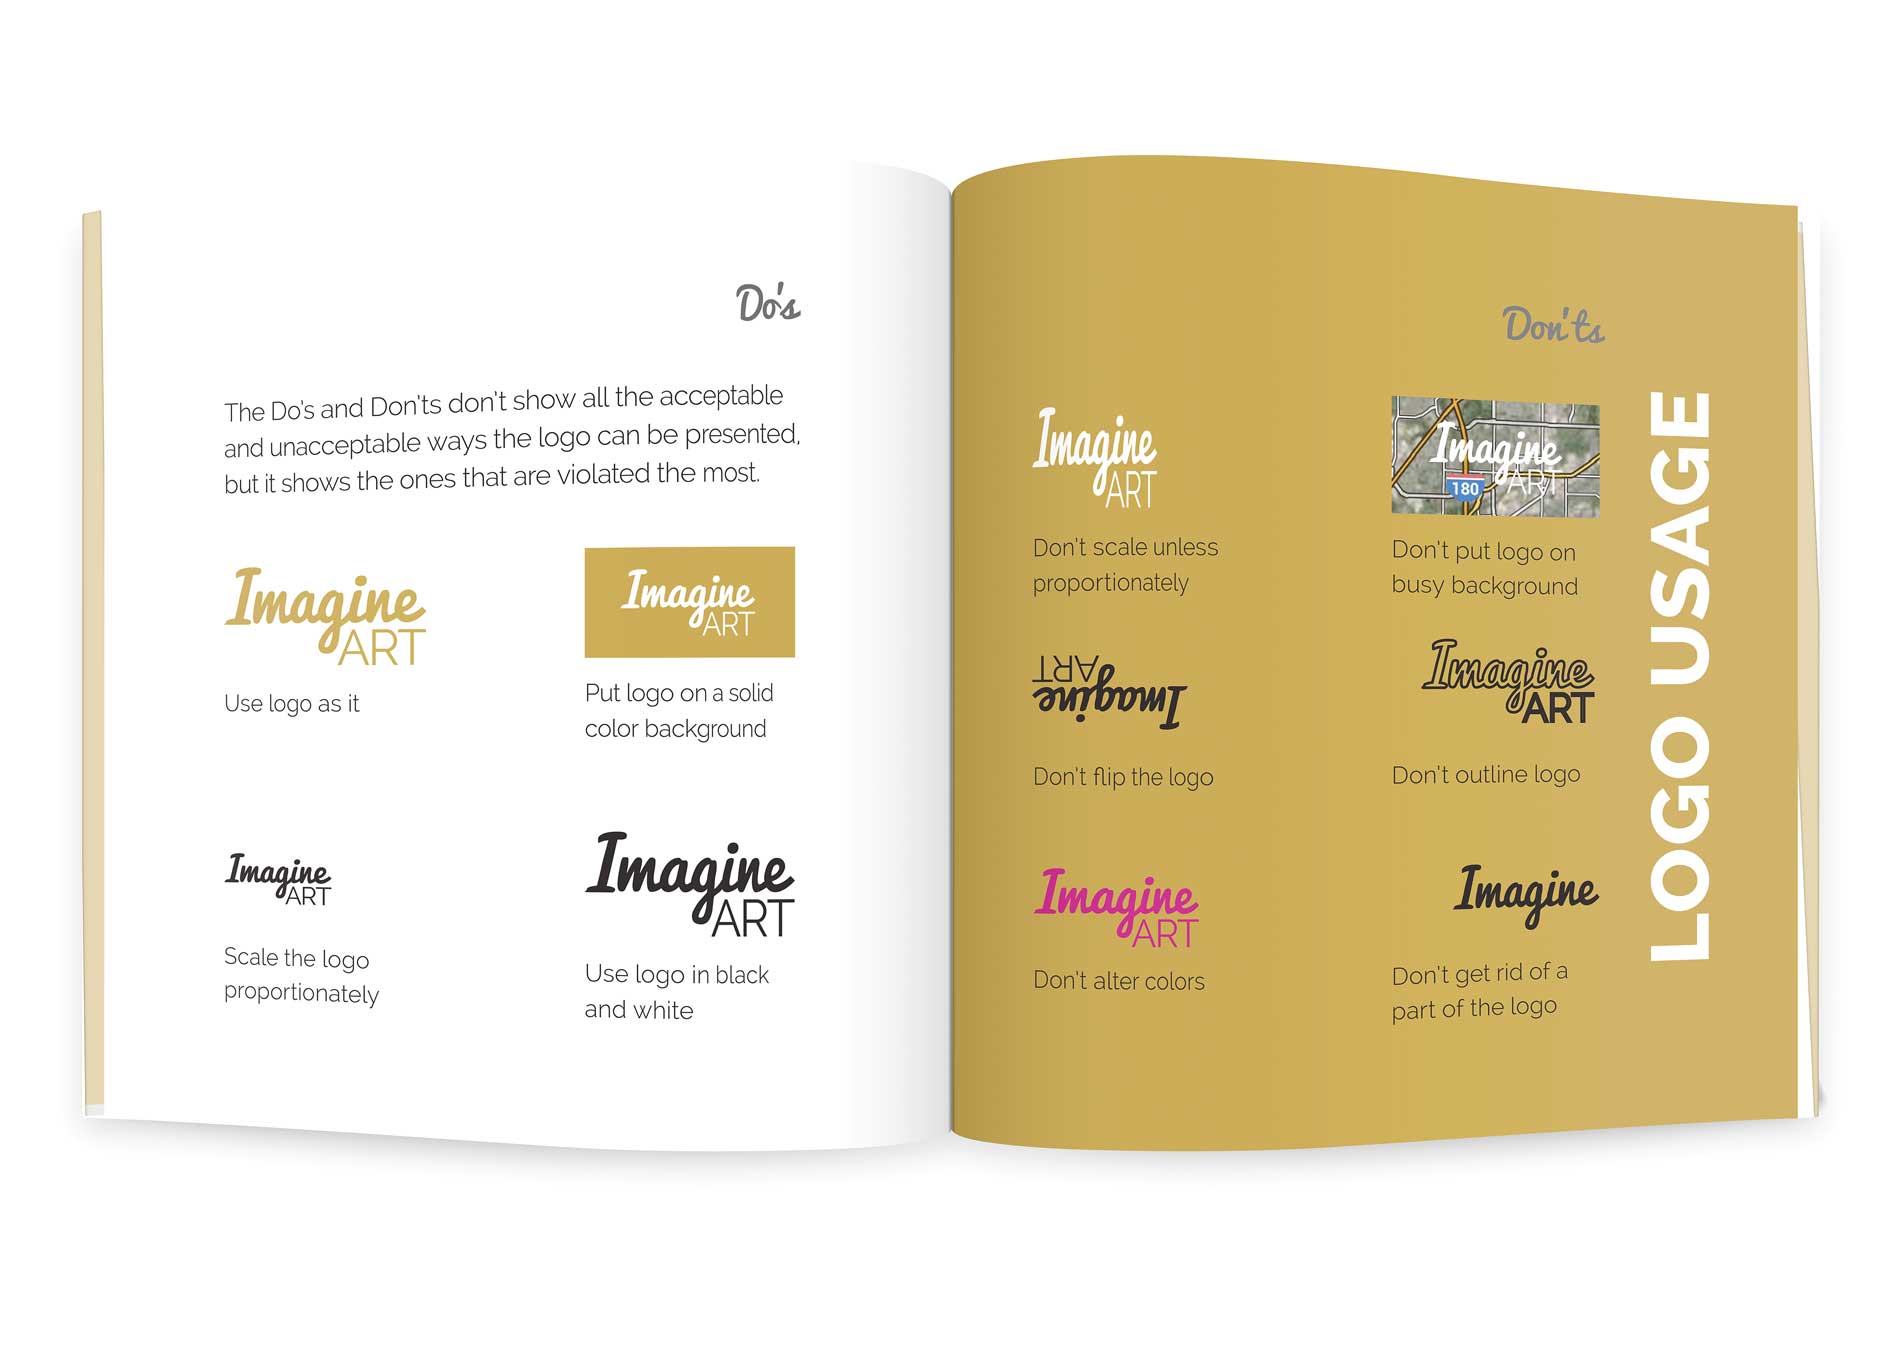 Do's
The Do's and Don'ts don't show all the acceptable
and unacceptable ways the logo can be presented,
but it shows the ones that are violated the most.
Imagine
ART
Use logo as it
Imagine
ART
Put logo on a solid
color background
Imagine
ART
Scale the logo
proportionately
Imagine
ART
Use logo in black
and white
Don'ts
Imagine
ART
Don't scale unless
proportionately
Imagine
ART
180
Don't put logo on
busy background
Imagine
ART
Don't flip the logo
Imagine
ART
Don't outline logo
Imagine
ART
Don't alter colors
Imagine
Don't get rid of a
part of the logo
LOGO USAGE